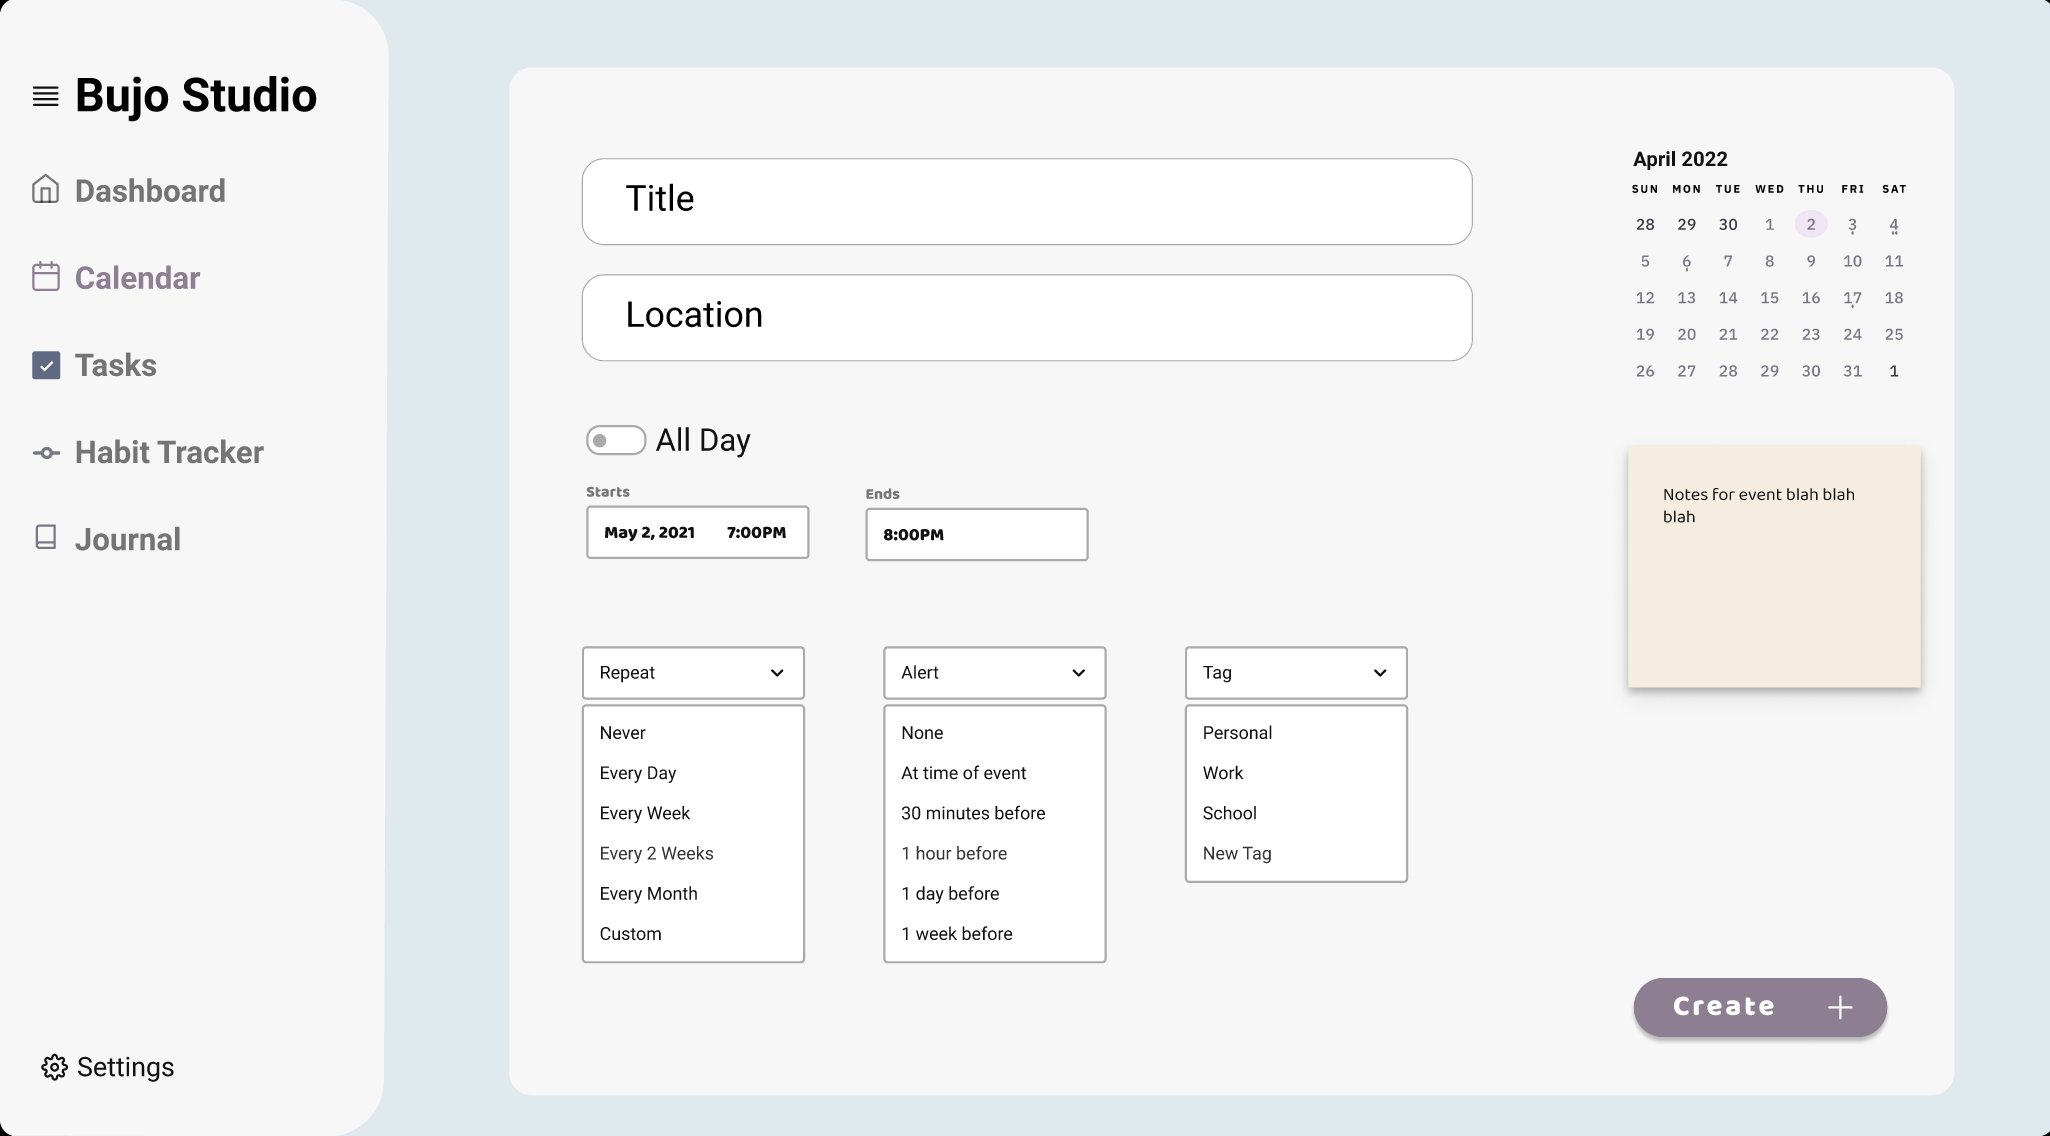 Bujo Studio
Dashboard
Calendar
Tasks
Habit Tracker
Journal
Settings
Title
Location
All Day
Starts
May 2, 2021 7:00PM
Ends
8:00PM
Repeat
Never
Every Day
Every Week
Every 2 Weeks
Every Month
Custom
Alert
None
At time of event
30 minutes before
1 hour before
1 day before
1 week before
Tag
Personal
Work
School
New Tag
April 2022
SUN MON TUE WED THU FRI SAT
28 29 30 1 2 3 4
5 6 7 8 9 10 11
12 13 14 15 16 17 18
19 20 21 22 23 24 25
26 27 28 29 30 31 1
Notes for event blah blah
blah
Create